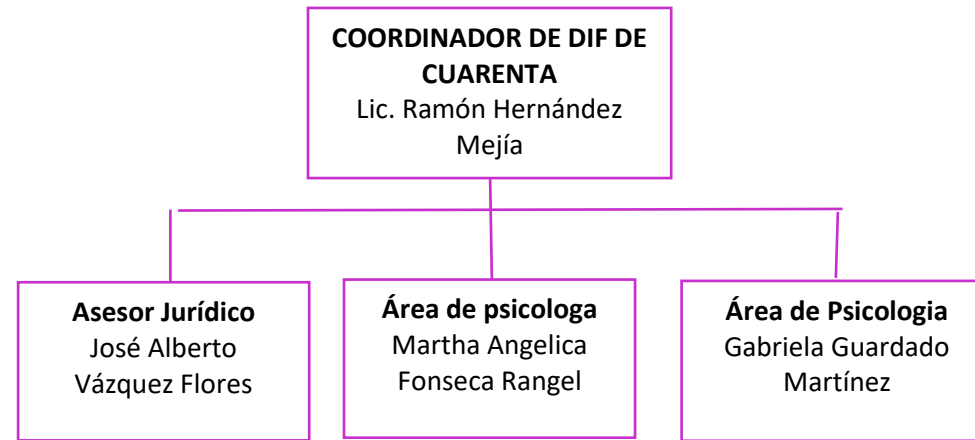 COORDINADOR DE DIF DE
CUARENTA
Lic. Ramón Hernández
Mejía
Asesor Jurídico
José Alberto
Vázquez Flores
Área de psicologa
Martha Angelica
Fonseca Rangel
Área de Psicologia
Gabriela Guardado
Martínez